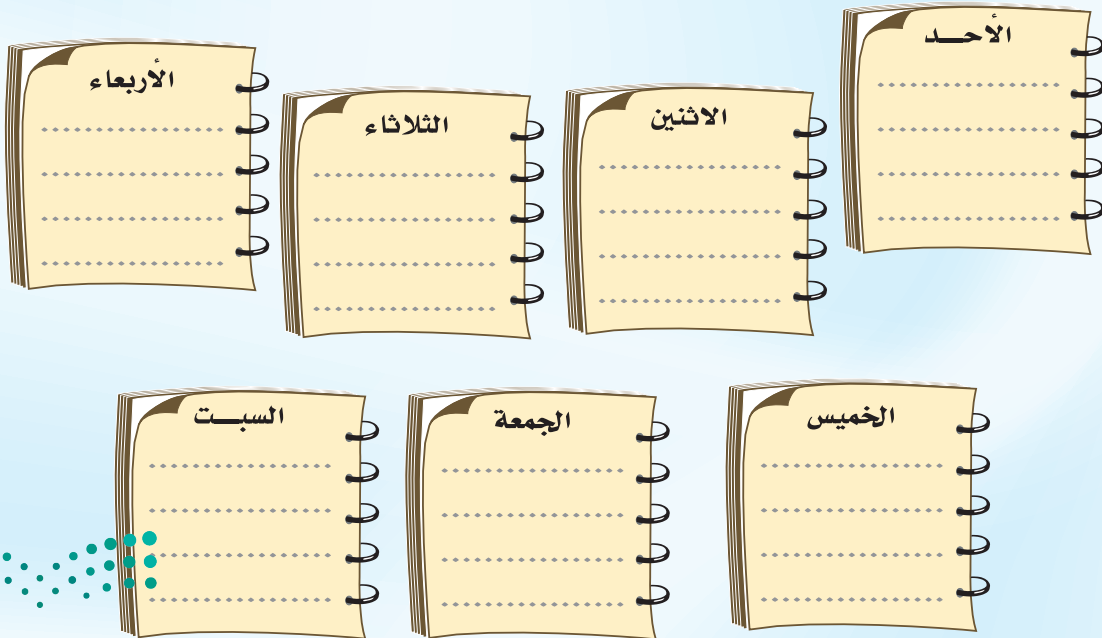 الأحـــد
الاثنين
الثلاثاء
الأربعاء
الخميس
الجمعة
السبـــت